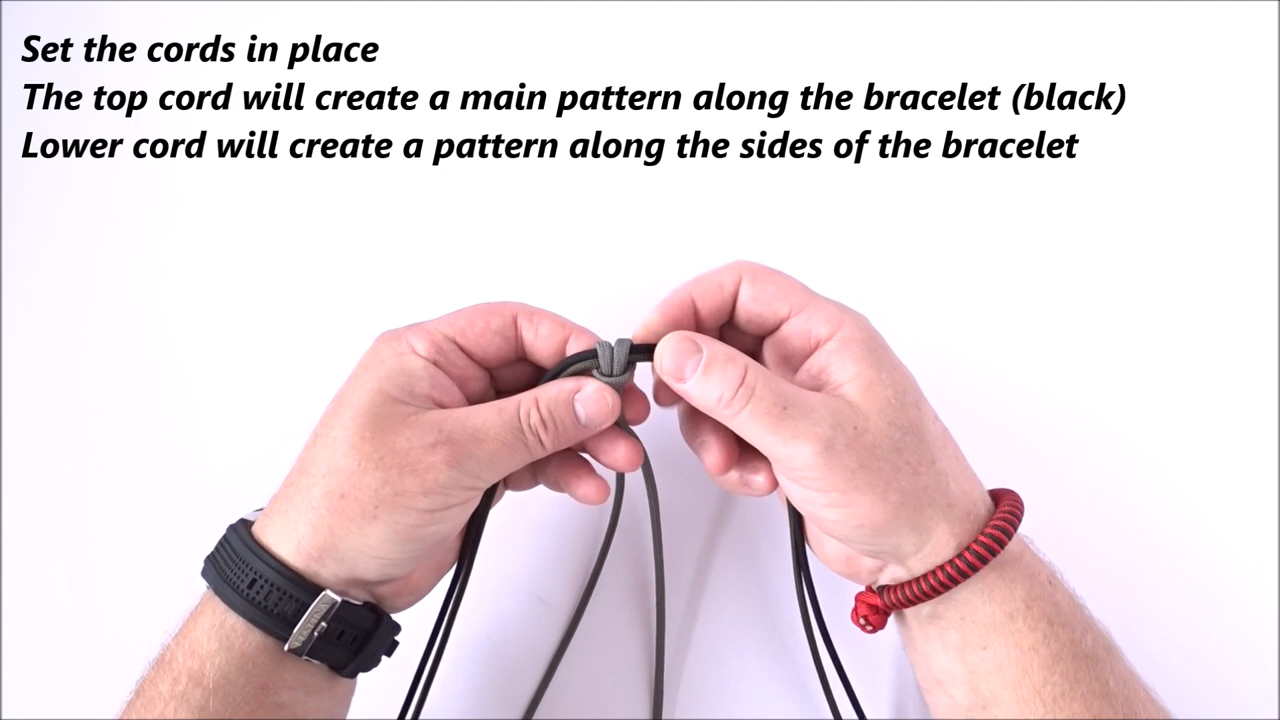 Set the cords in place
The top cord will create a main pattern along the bracelet (black)
Lower cord will create a pattern along the sides of the bracelet
FESTINA